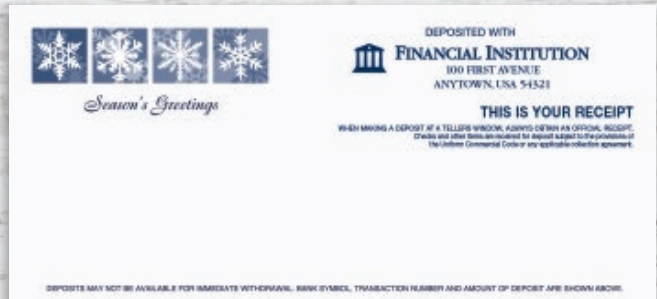 Season's Greetings
DEPOSITED WITH
FINANCIAL INSTITUTION
100 FIRST AVENUE
ANYTOWN, USA 54321
THIS IS YOUR RECEIPT
WHEN MAKING A DEPOSIT AT A TELLERS WINDOW, ALWAYS OBTAIN AN OFFICIAL RECEIPT.
Checks and other items are received for deposit subject to the provisions of
the Uniform Commercial Code or any applicable collection agreement.
DEPOSITS MAY NOT BE AVAILABLE FOR IMMEDIATE WITHDRAWAL. BANK SYMBOL, TRANSACTION NUMBER AND AMOUNT OF DEPOSIT ARE SHOWN ABOVE.